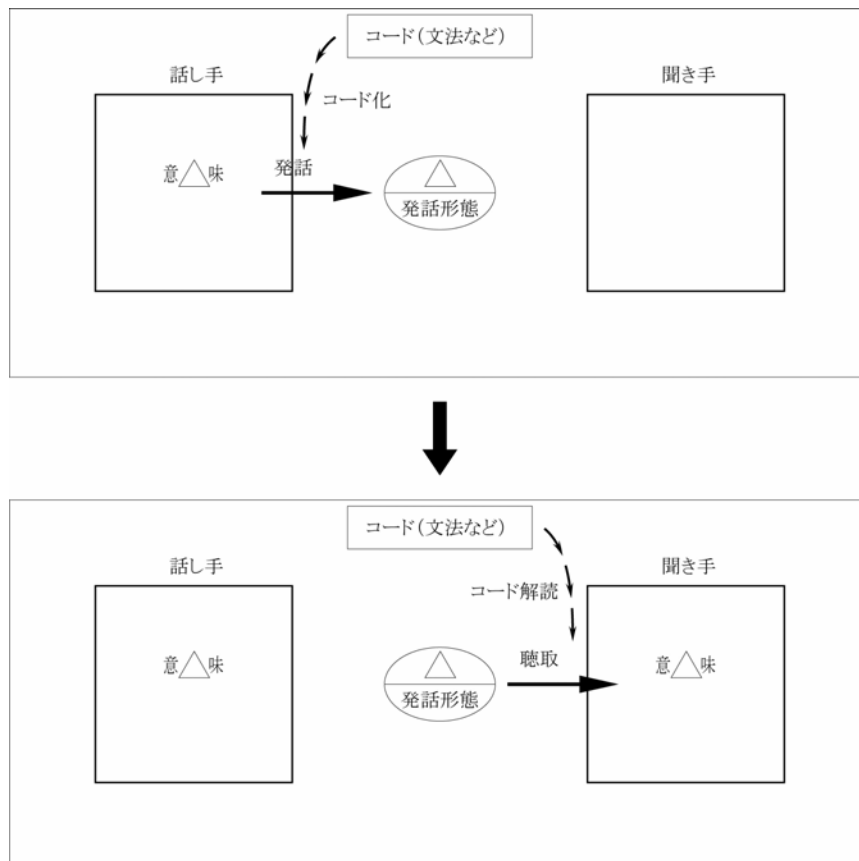 コード(文法など)
話し手
聞き手
コード化
意△味
発話
△
発話形態
コード(文法など)
話し手
聞き手
コード解読
意△味
△
発話形態
聴取
意△味